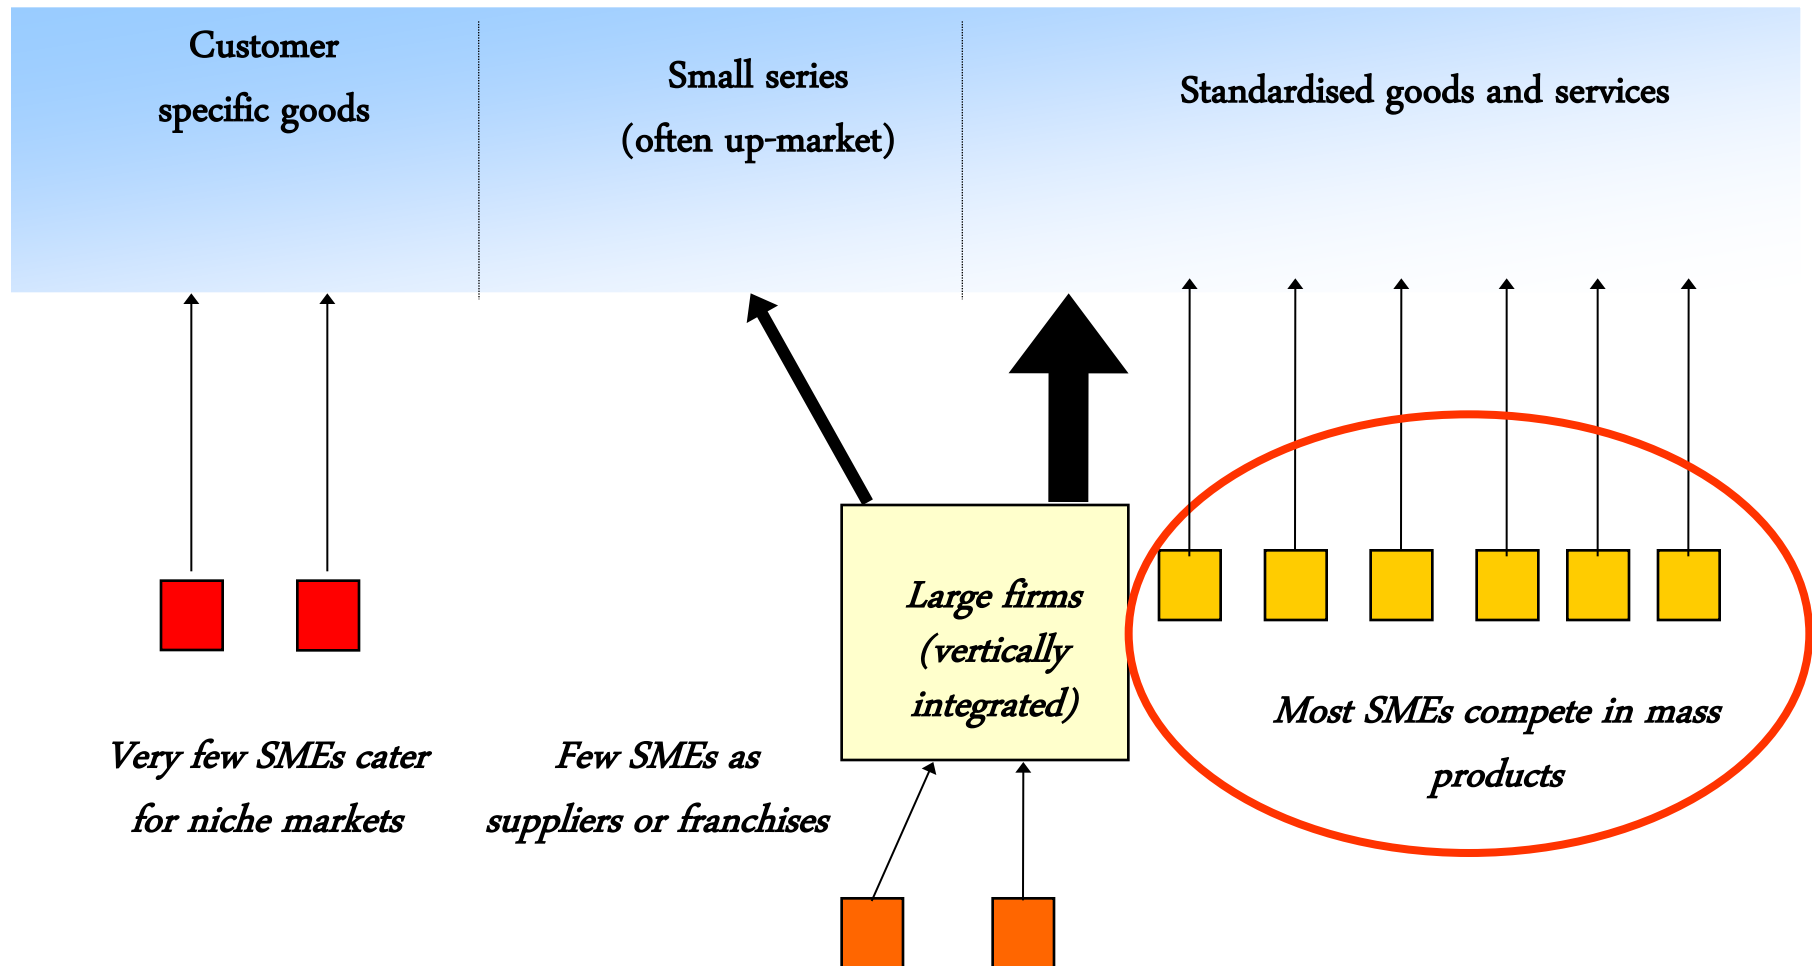 Customer
specific goods
Small series
(often up-market)
Standardised goods and services
Large firms
(vertically
integrated)
Most SMEs compete in mass
products
Very few SMEs cater
for niche markets
Few SMEs as
suppliers or franchises